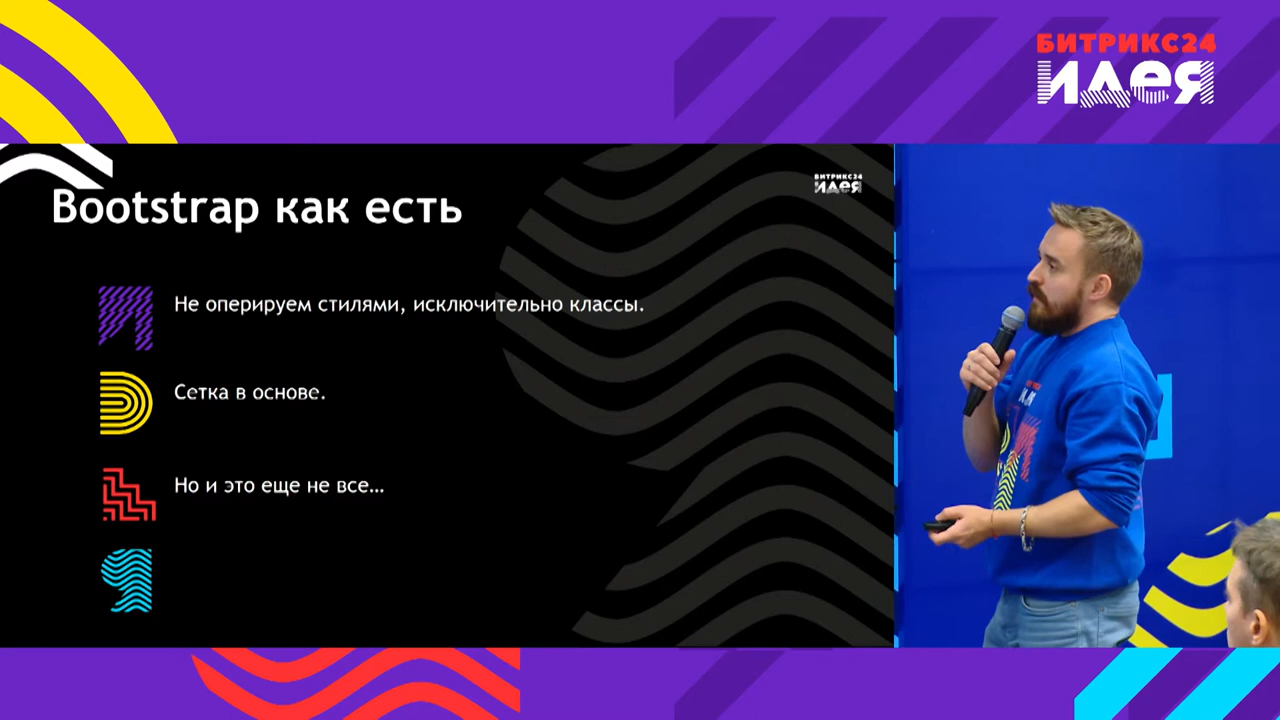 БИТРИКС24
идея
Bootstrap как есть
БИТРИКС24
идея
Не оперируем стилями, исключительно классы.
Сетка в основе.
Но и это еще не все...